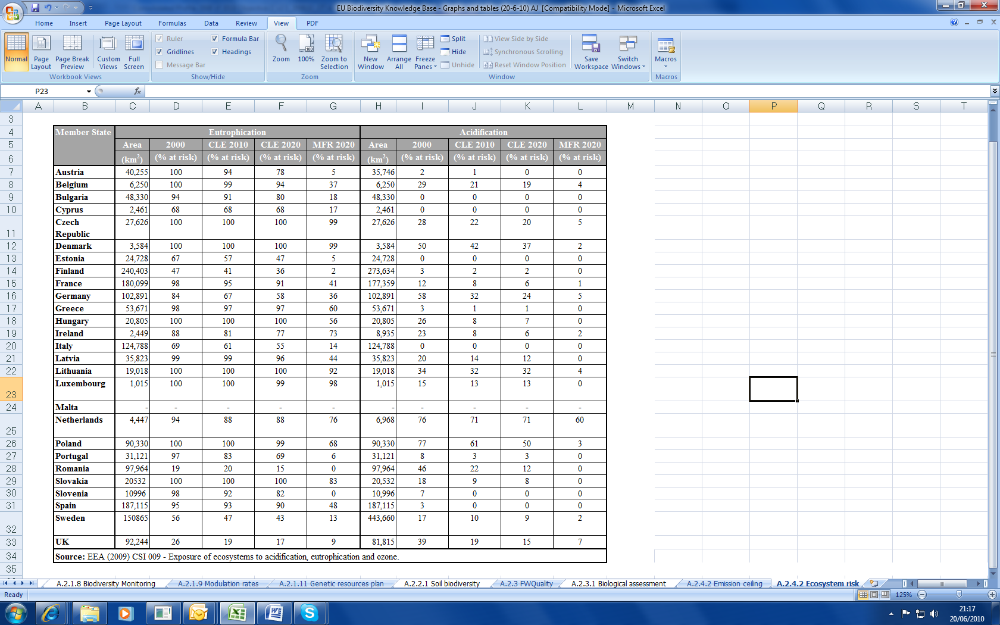 EU Biodiversity Knowledge Base - Graphs and tables (20-6-10) AJ [Compatibility Mode] - Microsoft Excel
Home Insert Page Layout Formulas Data Review View PDF
Normal Page Layout Page Break Preview Custom Views Full Screen
Workbook Views
Ruler Formula Bar
Gridlines Headings
Message Bar
Show/Hide
Zoom 100% Zoom to Selection
Zoom
New Window Arrange All Freeze Panes
Split View Side by Side
Hide Synchronous Scrolling
Unhide Reset Window Position
Save Workspace Switch Windows
Window
Macros
Macros
P23 fx
A B C D E F G H I J K L M N O P Q R S T
3
4 Member State Eutrophication Acidification
5 Area 2000 CLE 2010 CLE 2020 MFR 2020 Area 2000 CLE 2010 CLE 2020 MFR 2020
6 (km²) (% at risk) (% at risk) (% at risk) (% at risk) (km²) (% at risk) (% at risk) (% at risk) (% at risk)
7 Austria 40,255 100 94 78 5 35,746 2 1 0 0
8 Belgium 6,250 100 99 94 37 6,250 29 21 19 4
9 Bulgaria 48,330 94 91 80 18 48,330 0 0 0 0
10 Cyprus 2,461 68 68 68 17 2,461 0 0 0 0
11 Czech Republic 27,626 100 100 100 99 27,626 28 22 20 5
12 Denmark 3,584 100 100 100 99 3,584 50 42 37 2
13 Estonia 24,728 67 57 47 5 24,728 0 0 0 0
14 Finland 240,403 47 41 36 2 273,634 3 2 2 0
15 France 180,099 98 95 91 41 177,359 12 8 6 1
16 Germany 102,891 84 67 58 36 102,891 58 32 24 5
17 Greece 53,671 98 97 97 60 53,671 3 1 1 0
18 Hungary 20,805 100 100 100 56 20,805 26 8 7 0
19 Ireland 2,449 88 81 77 73 8,935 23 8 6 2
20 Italy 124,788 69 61 55 14 124,788 0 0 0 0
21 Latvia 35,823 99 99 96 44 35,823 20 14 12 0
22 Lithuania 19,018 100 100 100 92 19,018 34 32 32 4
23 Luxembourg 1,015 100 100 99 98 1,015 15 13 13 0
24 Malta - - - - - - - - - -
25 Netherlands 4,447 94 88 88 76 6,968 76 71 71 60
26 Poland 90,330 100 100 99 68 90,330 77 61 50 3
27 Portugal 31,121 97 83 69 6 31,121 8 3 3 0
28 Romania 97,964 19 20 15 0 97,964 46 22 12 0
29 Slovakia 20532 100 100 100 83 20,532 18 9 8 0
30 Slovenia 10996 98 92 82 0 10,996 7 0 0 0
31 Spain 187,115 95 93 90 48 187,115 3 0 0 0
32 Sweden 150865 56 47 43 13 443,660 17 10 9 2
33 UK 92,244 26 19 17 9 81,815 39 19 15 7
34 Source: EEA (2009) CSI 009 - Exposure of ecosystems to acidification, eutrophication and ozone.
35
A.2.1.8 Biodiversity Monitoring A.2.1.9 Modulation rates A.2.1.11 Genetic resources plan A.2.2.1 Soil biodiversity A.2.3 FWQuality A.2.3.1 Biological assessment A.2.4.2 Emission ceiling A.2.4.2 Ecosystem risk
Ready 125%
21:17
20/06/2010